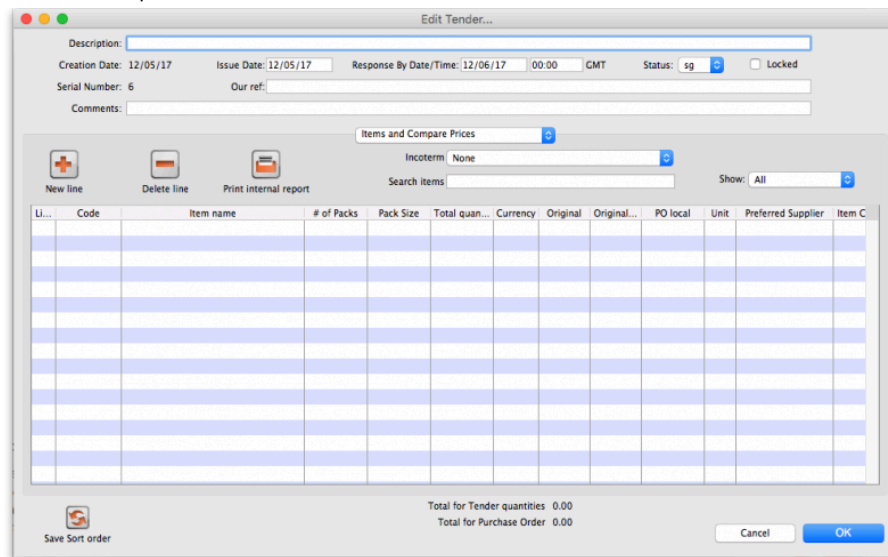 Edit Tender...
Description:
Creation Date: 12/05/17 Issue Date: 12/05/17 Response By Date/Time: 12/06/17 00:00 GMT Status: sg Locked
Serial Number: 6 Our ref:
Comments:
Items and Compare Prices
Incoterm None
Search items Show: All
New line Delete line Print internal report
Li... Code Item name # of Packs Pack Size Total quan... Currency Original Original... PO local Unit Preferred Supplier Item C
Total for Tender quantities 0.00
Total for Purchase Order 0.00
Save Sort order Cancel OK